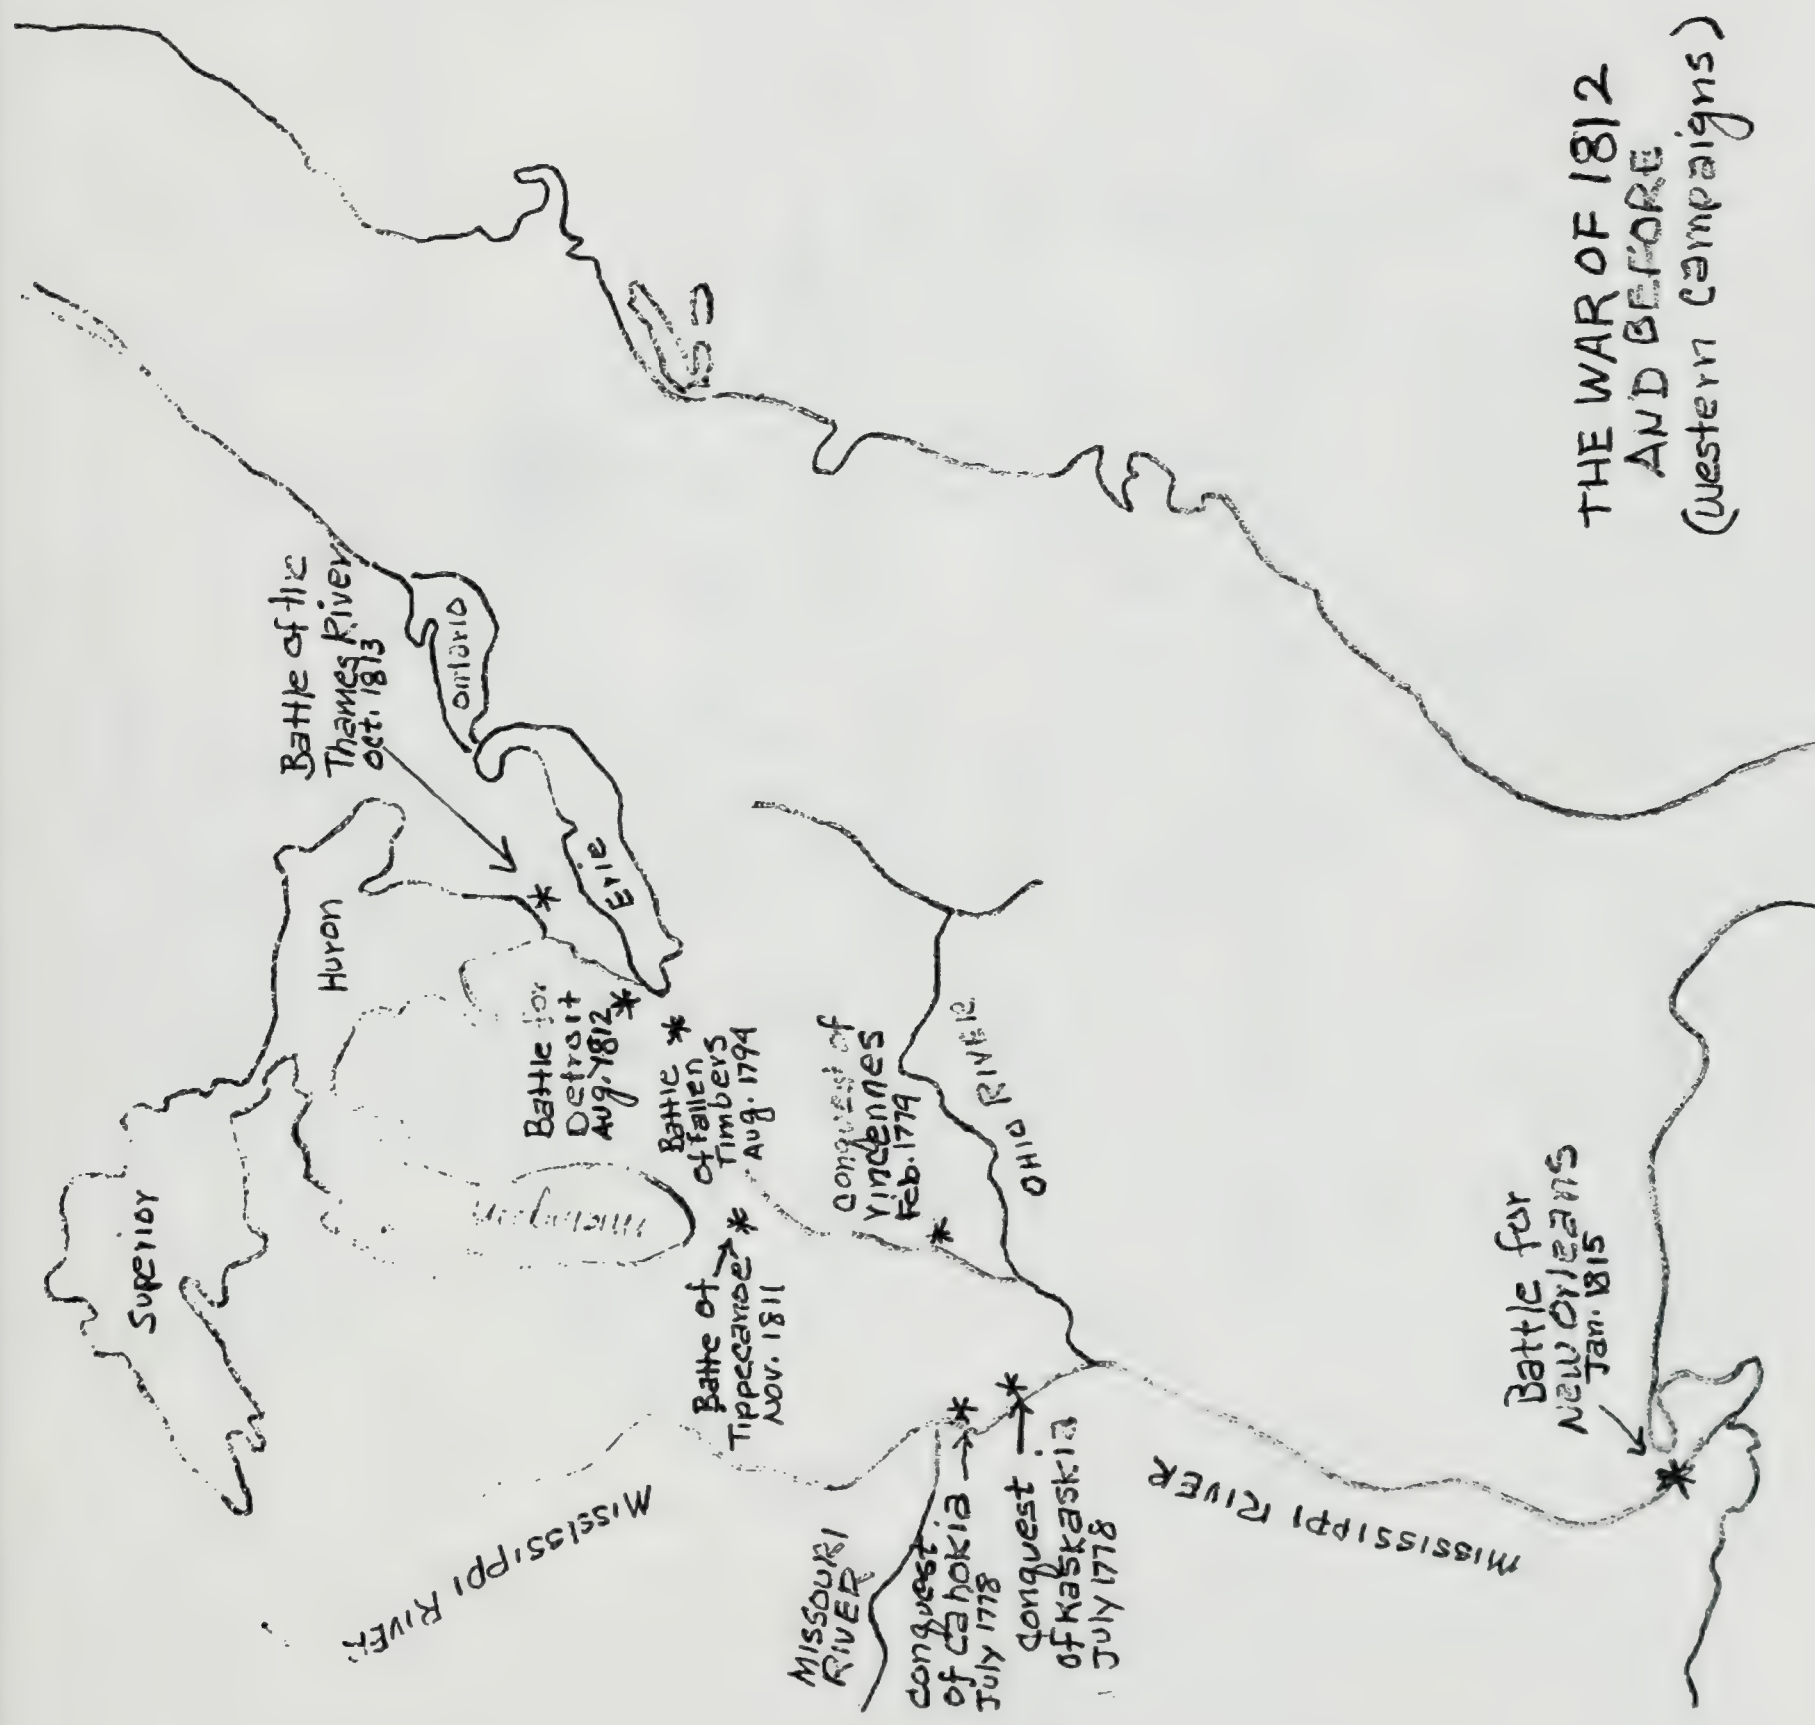 THE WAR OF 1812
AND BEFORE
(Western Campaigns)
Superior
Huron
Michigan
Erie
Ontario
Battle of the
Thames River
Oct. 1813
Battle for
Detroit
Aug. 1812
Battle
of Fallen
Timbers
Aug. 1794
Batte of
Tippecanoe
Nov. 1811
Conquest of
Vincennes
Feb. 1779
OHIO RIVER
MISSISSIPPI RIVER
MISSOURI
RIVER
Conquest
of Cahokia
July 1778
Conquest
of Kaskaskia
July 1778
MISSISSIPPI RIVER
Battle for
New Orleans
Jan. 1815